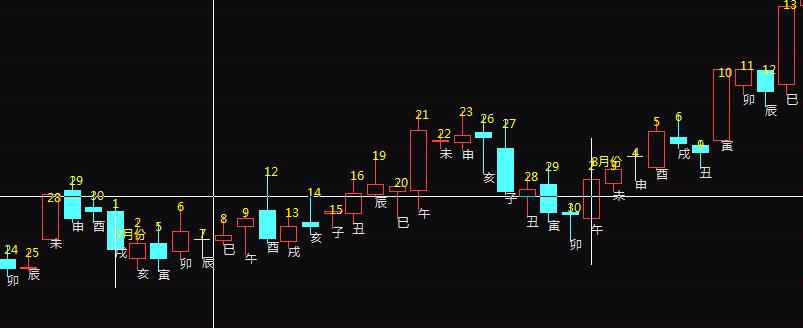 24
卯
25
辰
28
未
29
申
30
酉
1
戌
7月份
2
亥
5
寅
6
卯
7
辰
8
巳
9
午
12
酉
13
戌
14
亥
15
子
16
丑
19
辰
20
巳
21
午
22
未
23
申
26
亥
27
子
28
丑
29
寅
30
卯
2
8月份
午
3
未
4
申
5
酉
6
戌
9
丑
10
寅
11
卯
12
辰
13
巳